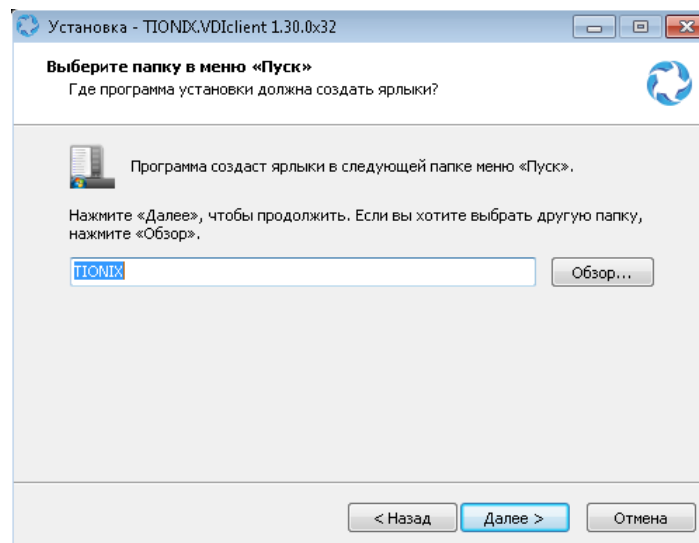 Установка - TIONIX.VDIclient 1.30.0x32
Выберите папку в меню «Пуск»
Где программа установки должна создать ярлыки?
Программа создаст ярлыки в следующей папке меню «Пуск».
Нажмите «Далее», чтобы продолжить. Если вы хотите выбрать другую папку,
нажмите «Обзор».
TIONIX
Обзор...
< Назад
Далее >
Отмена